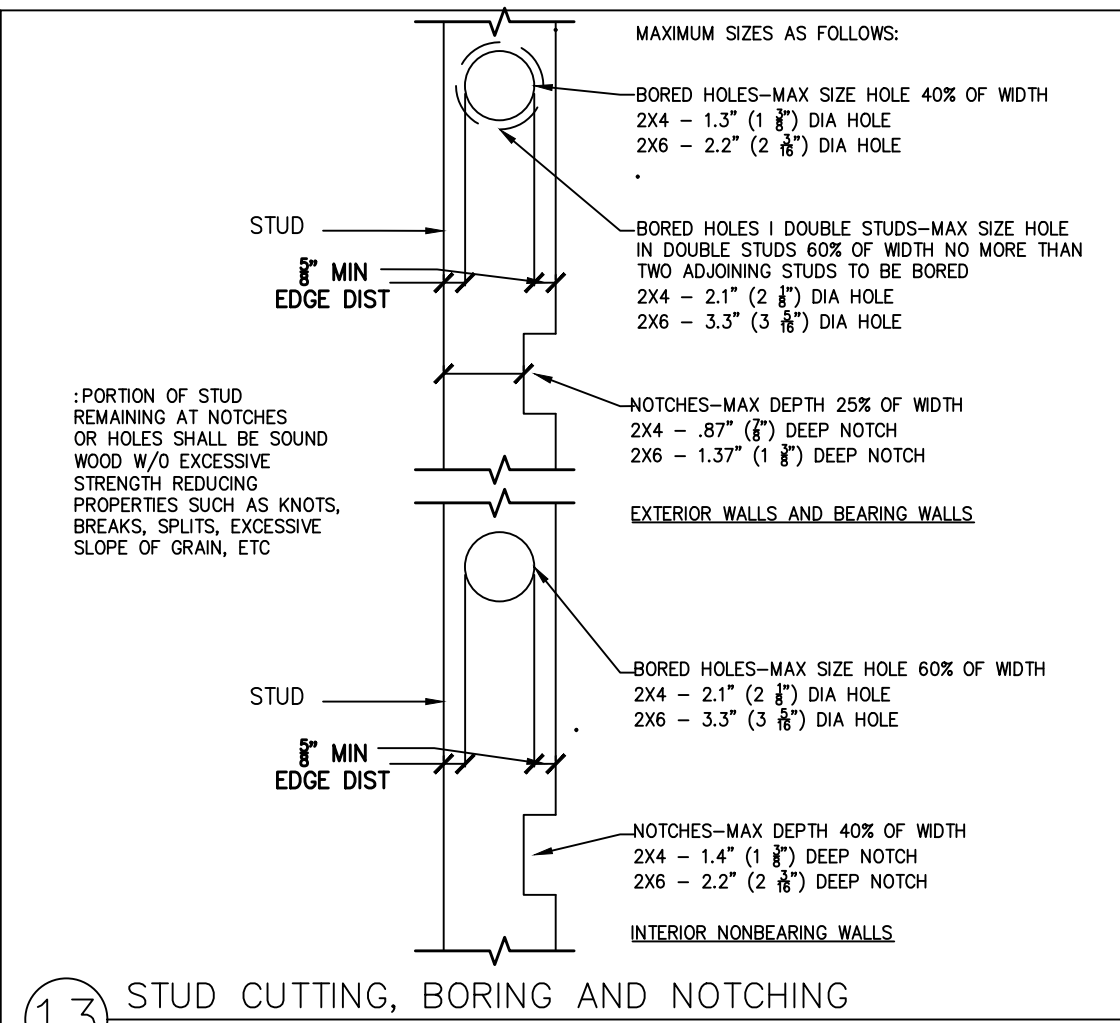 MAXIMUM SIZES AS FOLLOWS:
BORED HOLES-MAX SIZE HOLE 40% OF WIDTH
2X4 - 1.3" (1 3/8") DIA HOLE
2X6 - 2.2" (2 3/16") DIA HOLE
BORED HOLES I DOUBLE STUDS-MAX SIZE HOLE
IN DOUBLE STUDS 60% OF WIDTH NO MORE THAN
TWO ADJOINING STUDS TO BE BORED
2X4 - 2.1" (2 1/8") DIA HOLE
2X6 - 3.3" (3 5/16") DIA HOLE
STUD
5/8" MIN
EDGE DIST
NOTCHES-MAX DEPTH 25% OF WIDTH
2X4 - .87" (7/8") DEEP NOTCH
2X6 - 1.37" (1 3/8") DEEP NOTCH
:PORTION OF STUD
REMAINING AT NOTCHES
OR HOLES SHALL BE SOUND
WOOD W/O EXCESSIVE
STRENGTH REDUCING
PROPERTIES SUCH AS KNOTS,
BREAKS, SPLITS, EXCESSIVE
SLOPE OF GRAIN, ETC
EXTERIOR WALLS AND BEARING WALLS
BORED HOLES-MAX SIZE HOLE 60% OF WIDTH
2X4 - 2.1" (2 1/8") DIA HOLE
2X6 - 3.3" (3 5/16") DIA HOLE
STUD
5/8" MIN
EDGE DIST
NOTCHES-MAX DEPTH 40% OF WIDTH
2X4 - 1.4" (1 3/8") DEEP NOTCH
2X6 - 2.2" (2 3/16") DEEP NOTCH
INTERIOR NONBEARING WALLS
13 STUD CUTTING, BORING AND NOTCHING